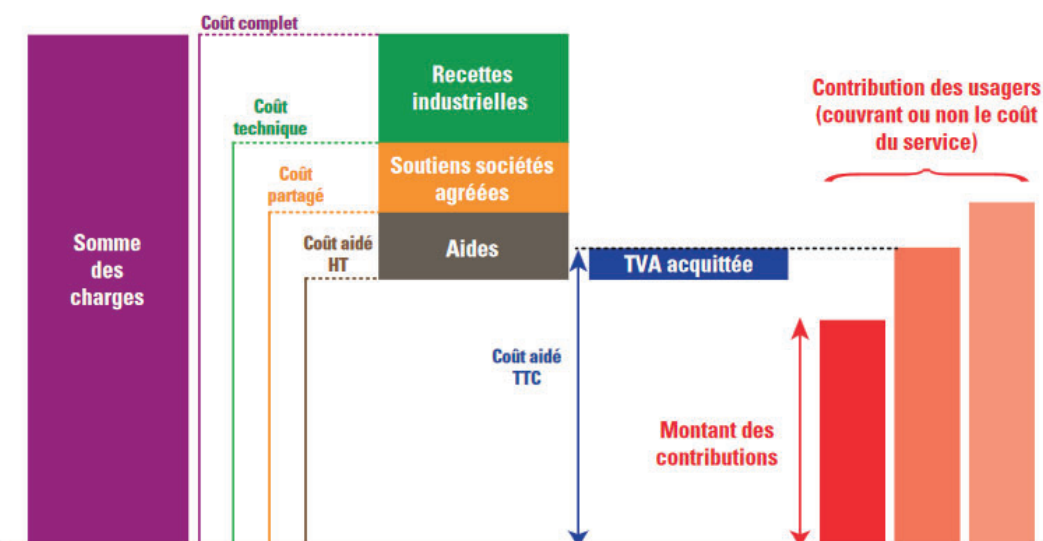 Coût complet
Somme
des
charges
Coût
technique
Coût
partagé
Coût aidé
HT
Recettes
industrielles
Soutiens sociétés
agréées
Aides
TVA acquittée
Coût aidé
TTC
Contribution des usagers
(couvrant ou non le coût
du service)
Montant des
contributions